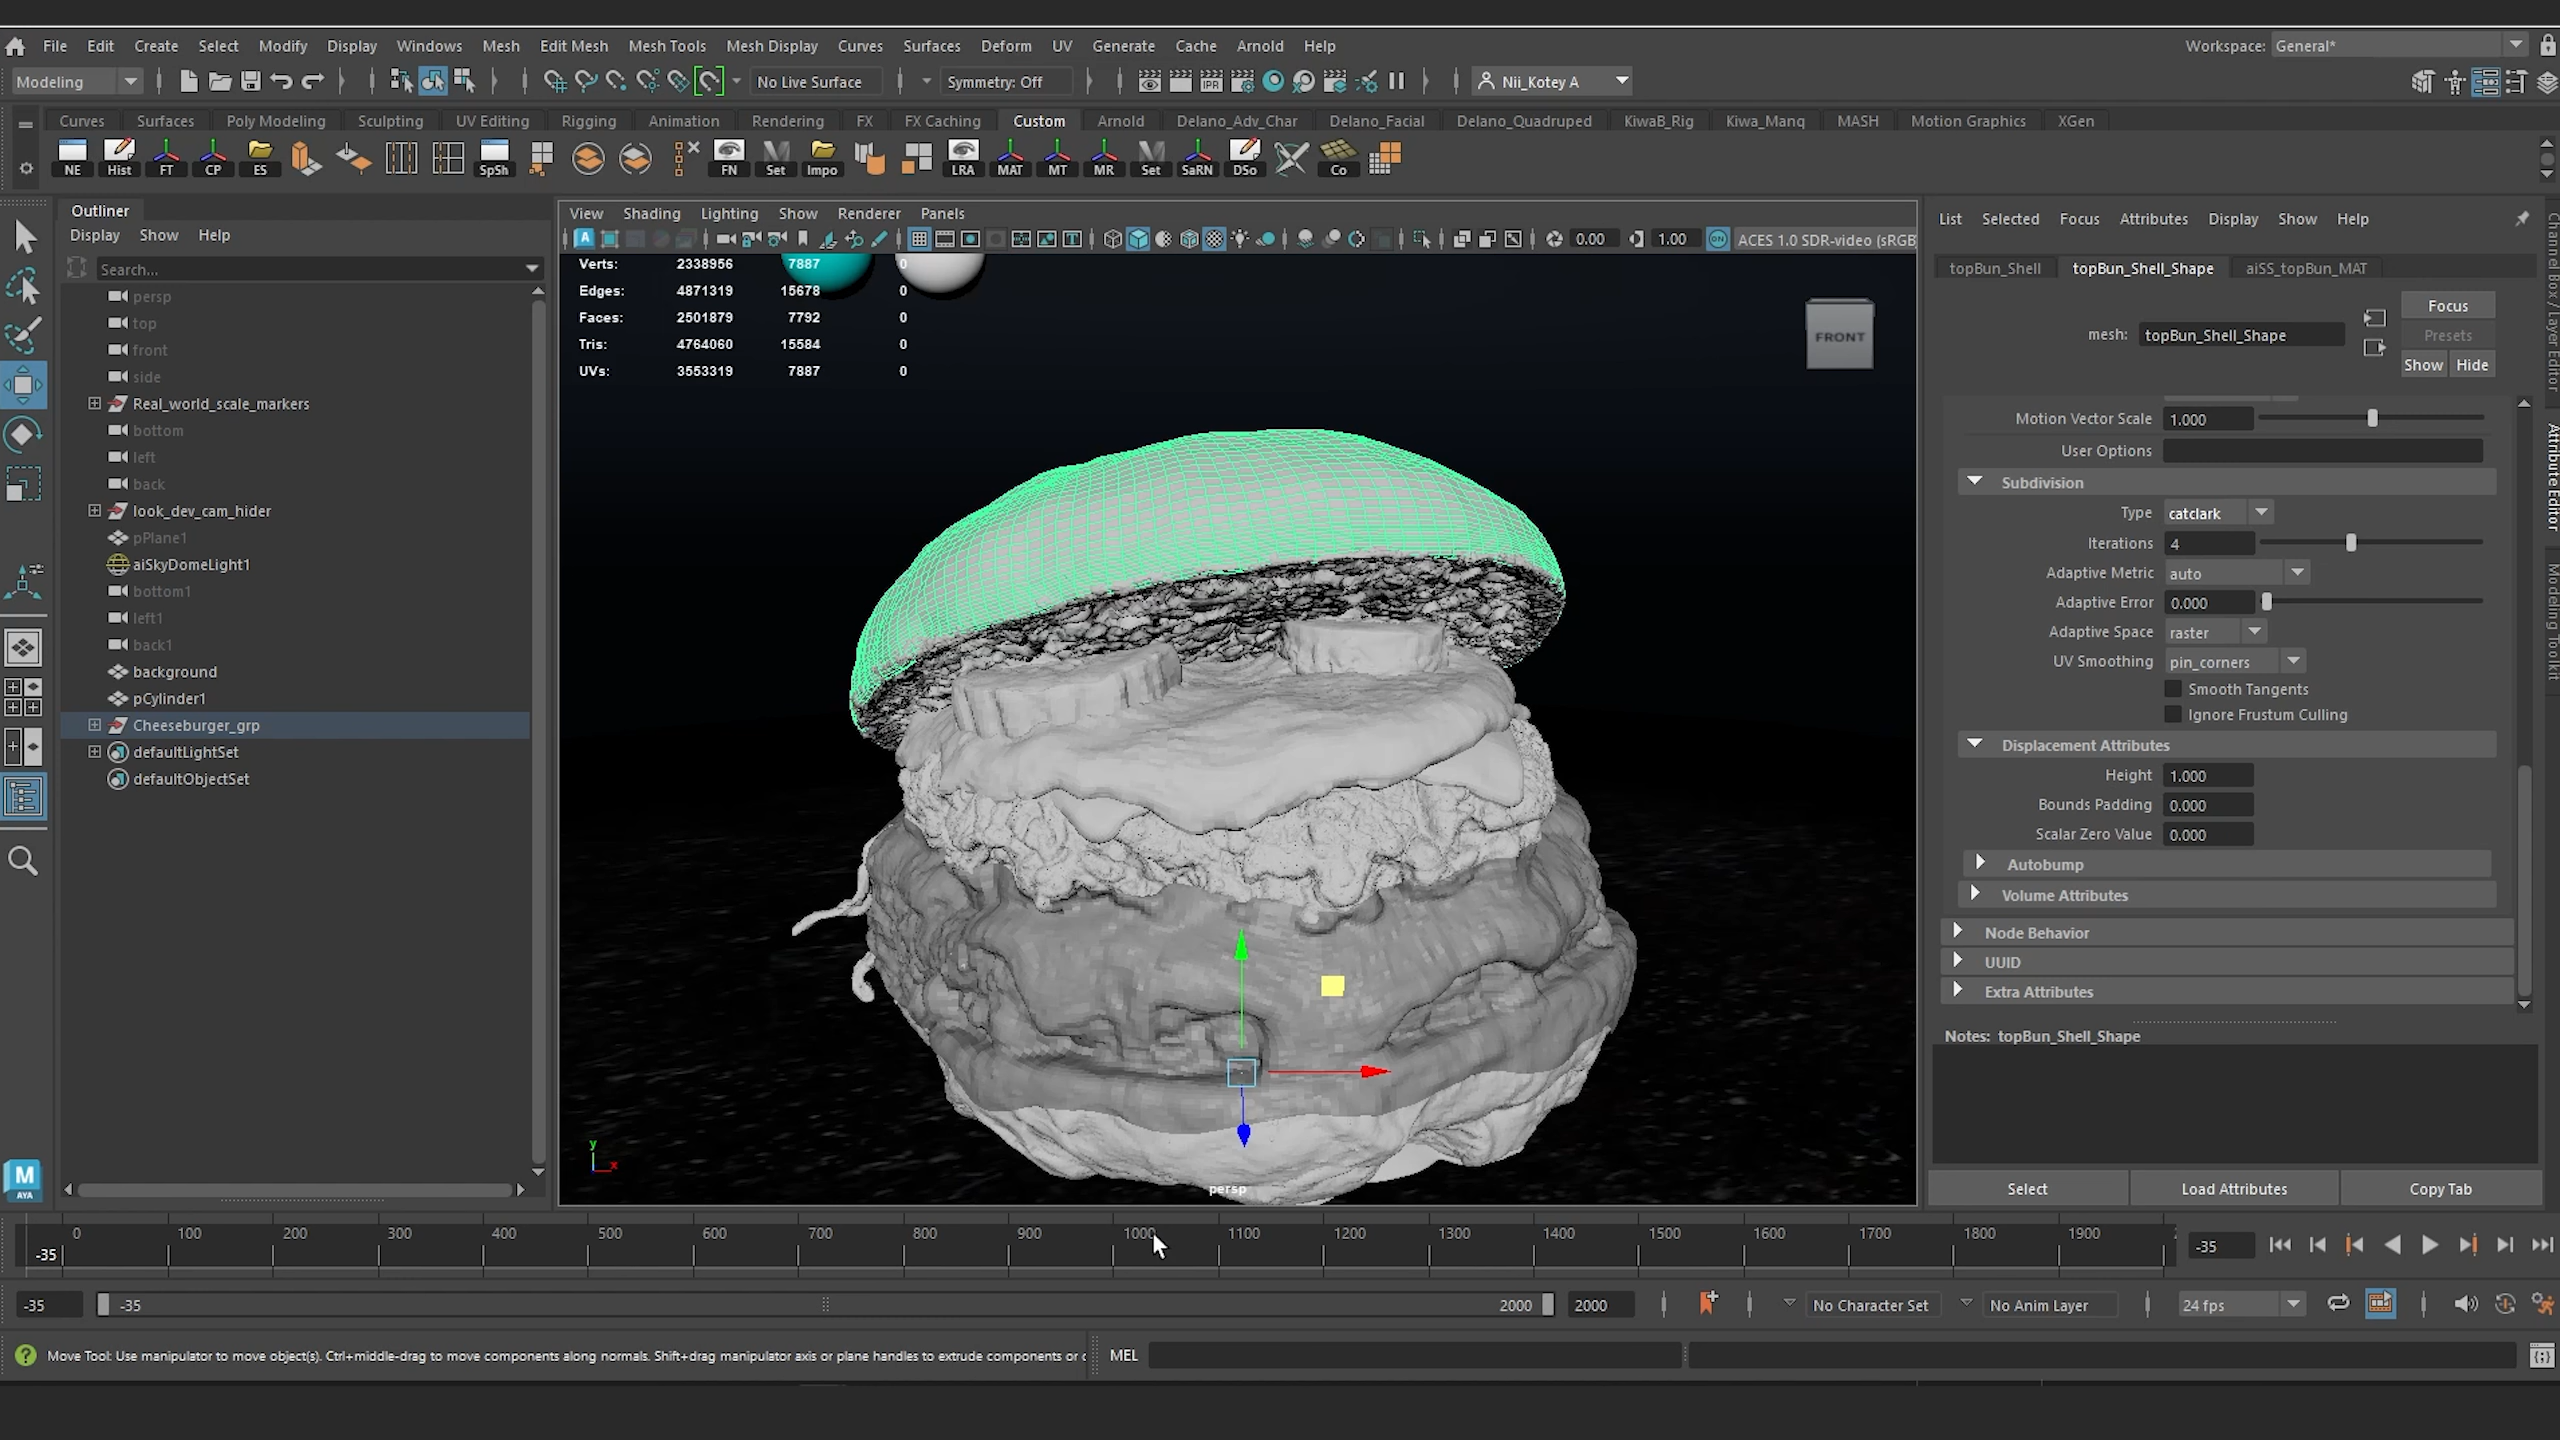 File Edit Create Select Modify Display Windows Mesh Edit Mesh Mesh Tools Mesh Display Curves Surfaces Deform UV Generate Cache Arnold Help Workspace: General*
Modeling No Live Surface Symmetry: Off IPR Nii_Kotey A
Curves Surfaces Poly Modeling Sculpting UV Editing Rigging Animation Rendering FX FX Caching Custom Arnold Delano_Adv_Char Delano_Facial Delano_Quadruped KiwaB_Rig Kiwa_Manq MASH Motion Graphics XGen
NE Hist FT CP ES SpSh FN Set Impo LRA MAT MT MR Set SaRN DSo Co
Outliner
Display Show Help
Search...
persp
top
front
side
Real_world_scale_markers
bottom
left
back
look_dev_cam_hider
pPlane1
aiSkyDomeLight1
bottom1
left1
back1
background
pCylinder1
Cheeseburger_grp
defaultLightSet
defaultObjectSet
View Shading Lighting Show Renderer Panels
0.00 1.00 ACES 1.0 SDR-video (sRGB
Verts: 2338956 7887 0
Edges: 4871319 15678 0
Faces: 2501879 7792 0
Tris: 4764060 15584 0
UVs: 3553319 7887 0
FRONT
y
x
persp
List Selected Focus Attributes Display Show Help
topBun_Shell topBun_Shell_Shape aiSS_topBun_MAT
Focus
mesh: topBun_Shell_Shape Presets
Show Hide
Motion Vector Scale 1.000
User Options
Subdivision
Type catclark
Iterations 4
Adaptive Metric auto
Adaptive Error 0.000
Adaptive Space raster
UV Smoothing pin_corners
Smooth Tangents
Ignore Frustum Culling
Displacement Attributes
Height 1.000
Bounds Padding 0.000
Scalar Zero Value 0.000
Autobump
Volume Attributes
Node Behavior
UUID
Extra Attributes
Notes: topBun_Shell_Shape
Select Load Attributes Copy Tab
Channel Box / Layer Editor
Attribute Editor
Modeling Toolkit
M
AYA
0 100 200 300 400 500 600 700 800 900 1000 1100 1200 1300 1400 1500 1600 1700 1800 1900
-35 -35
-35 -35 2000 2000 No Character Set No Anim Layer 24 fps
Move Tool: Use manipulator to move object(s). Ctrl+middle-drag to move components along normals. Shift+drag manipulator axis or plane handles to extrude components or c MEL